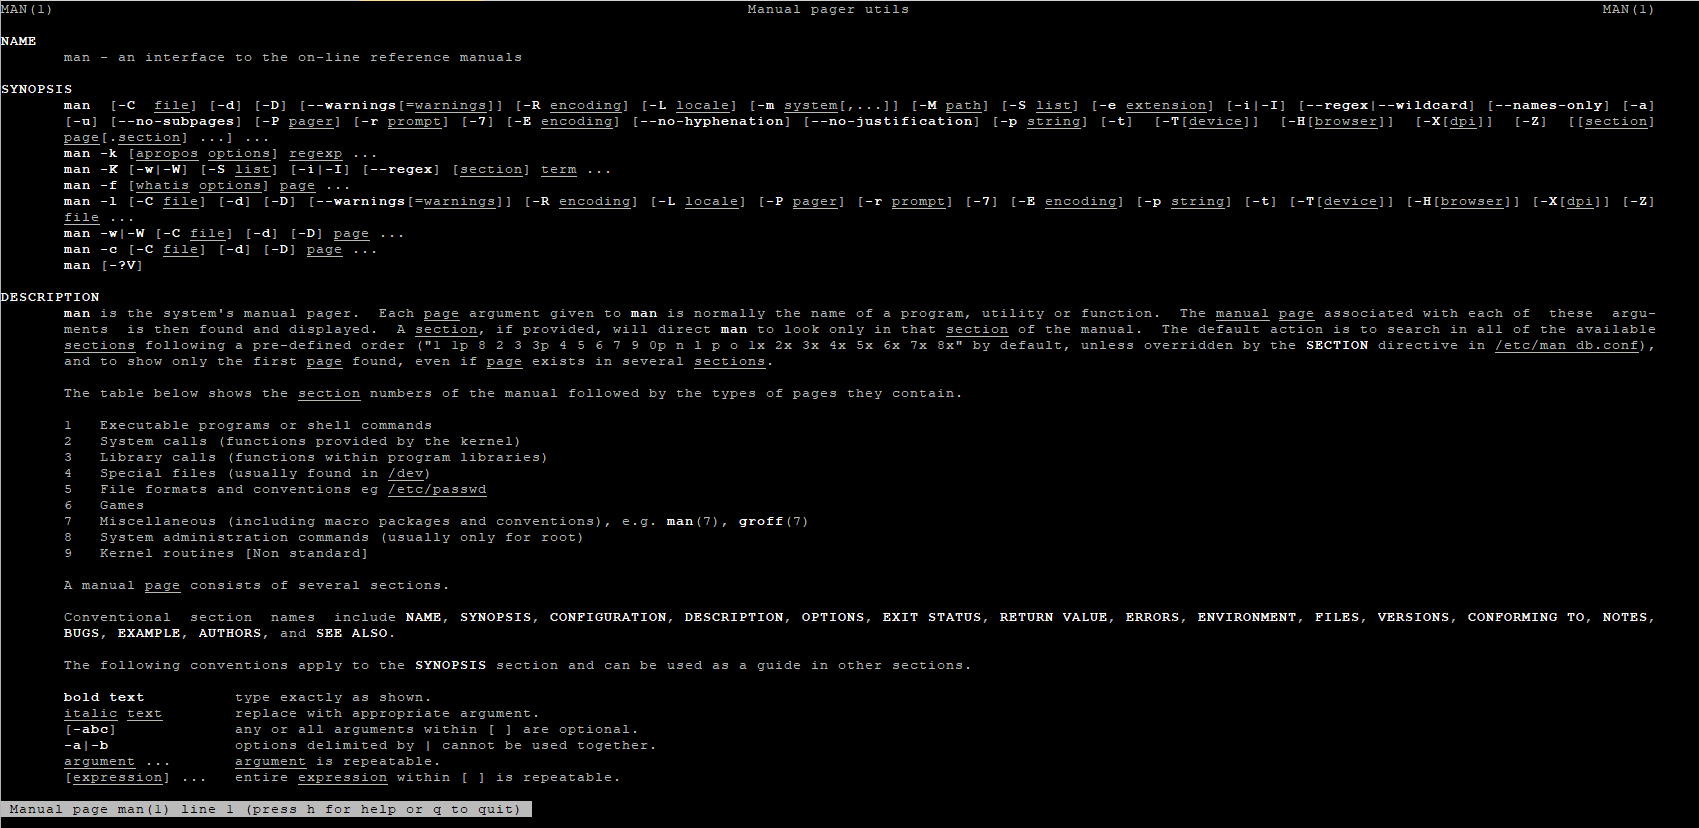 MAN(1) Manual pager utils MAN(1)
NAME
man - an interface to the on-line reference manuals
SYNOPSIS
man [-C file] [-d] [-D] [--warnings[=warnings]] [-R encoding] [-L locale] [-m system[,...]] [-M path] [-S list] [-e extension] [-i|-I] [--regex|--wildcard] [--names-only] [-a]
[-u] [--no-subpages] [-P pager] [-r prompt] [-7] [-E encoding] [--no-hyphenation] [--no-justification] [-p string] [-t] [-T[device]] [-H[browser]] [-X[dpi]] [-Z] [[section]
page[.section] ...] ...
man -k [apropos options] regexp ...
man -K [-w|-W] [-S list] [-i|-I] [--regex] [section] term ...
man -f [whatis options] page ...
man -l [-C file] [-d] [-D] [--warnings[=warnings]] [-R encoding] [-L locale] [-P pager] [-r prompt] [-7] [-E encoding] [-p string] [-t] [-T[device]] [-H[browser]] [-X[dpi]] [-Z]
file ...
man -w|-W [-C file] [-d] [-D] page ...
man -c [-C file] [-d] [-D] page ...
man [-?V]
DESCRIPTION
man is the system's manual pager. Each page argument given to man is normally the name of a program, utility or function. The manual page associated with each of these argu-
ments is then found and displayed. A section, if provided, will direct man to look only in that section of the manual. The default action is to search in all of the available
sections following a pre-defined order ("1 1p 8 2 3 3p 4 5 6 7 9 0p n l p o 1x 2x 3x 4x 5x 6x 7x 8x" by default, unless overridden by the SECTION directive in /etc/man_db.conf),
and to show only the first page found, even if page exists in several sections.
The table below shows the section numbers of the manual followed by the types of pages they contain.
1 Executable programs or shell commands
2 System calls (functions provided by the kernel)
3 Library calls (functions within program libraries)
4 Special files (usually found in /dev)
5 File formats and conventions eg /etc/passwd
6 Games
7 Miscellaneous (including macro packages and conventions), e.g. man(7), groff(7)
8 System administration commands (usually only for root)
9 Kernel routines [Non standard]
A manual page consists of several sections.
Conventional section names include NAME, SYNOPSIS, CONFIGURATION, DESCRIPTION, OPTIONS, EXIT STATUS, RETURN VALUE, ERRORS, ENVIRONMENT, FILES, VERSIONS, CONFORMING TO, NOTES,
BUGS, EXAMPLE, AUTHORS, and SEE ALSO.
The following conventions apply to the SYNOPSIS section and can be used as a guide in other sections.
bold text type exactly as shown.
italic text replace with appropriate argument.
[-abc] any or all arguments within [ ] are optional.
-a|-b options delimited by | cannot be used together.
argument ... argument is repeatable.
[expression] ... entire expression within [ ] is repeatable.
Manual page man(1) line 1 (press h for help or q to quit)